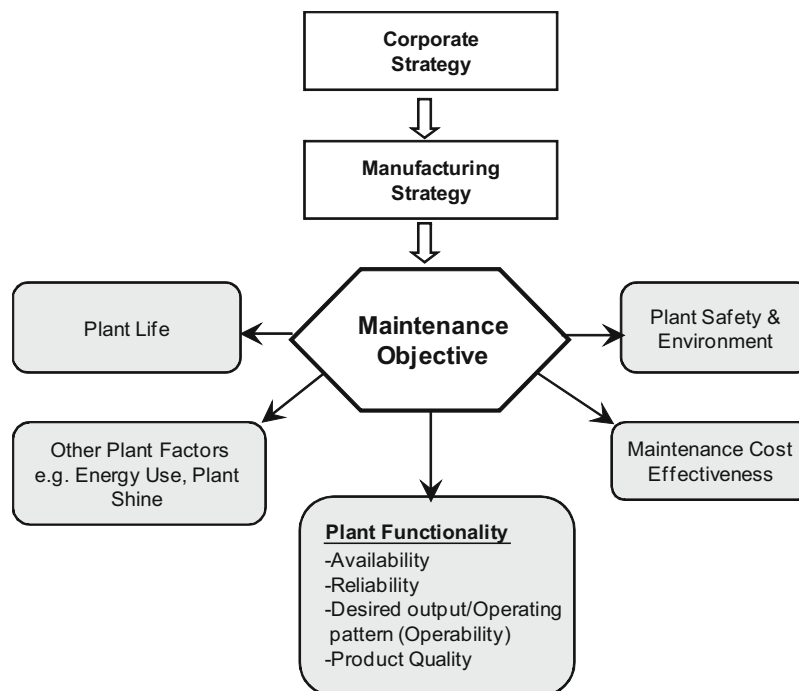 Corporate
Strategy
Manufacturing
Strategy
Maintenance
Objective
Plant Life
Plant Safety &
Environment
Other Plant Factors
e.g. Energy Use, Plant
Shine
Maintenance Cost
Effectiveness
Plant Functionality
-Availability
-Reliability
-Desired output/Operating
pattern (Operability)
-Product Quality